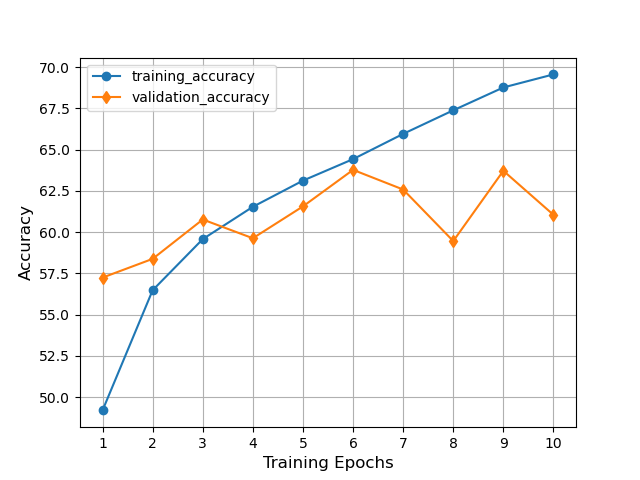 70.0
67.5
65.0
62.5
60.0
57.5
55.0
52.5
50.0
Accuracy
training_accuracy
validation_accuracy
1 2 3 4 5 6 7 8 9 10
Training Epochs